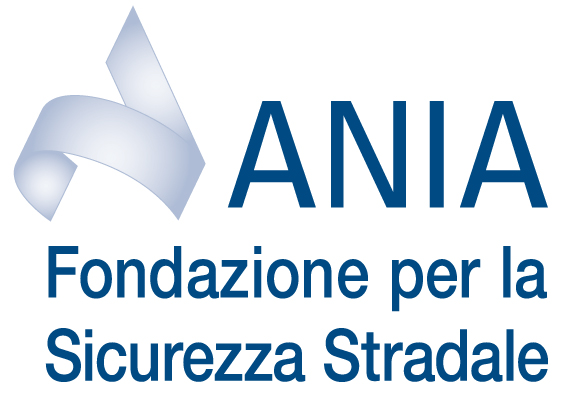 ANIA
Fondazione per la
Sicurezza Stradale